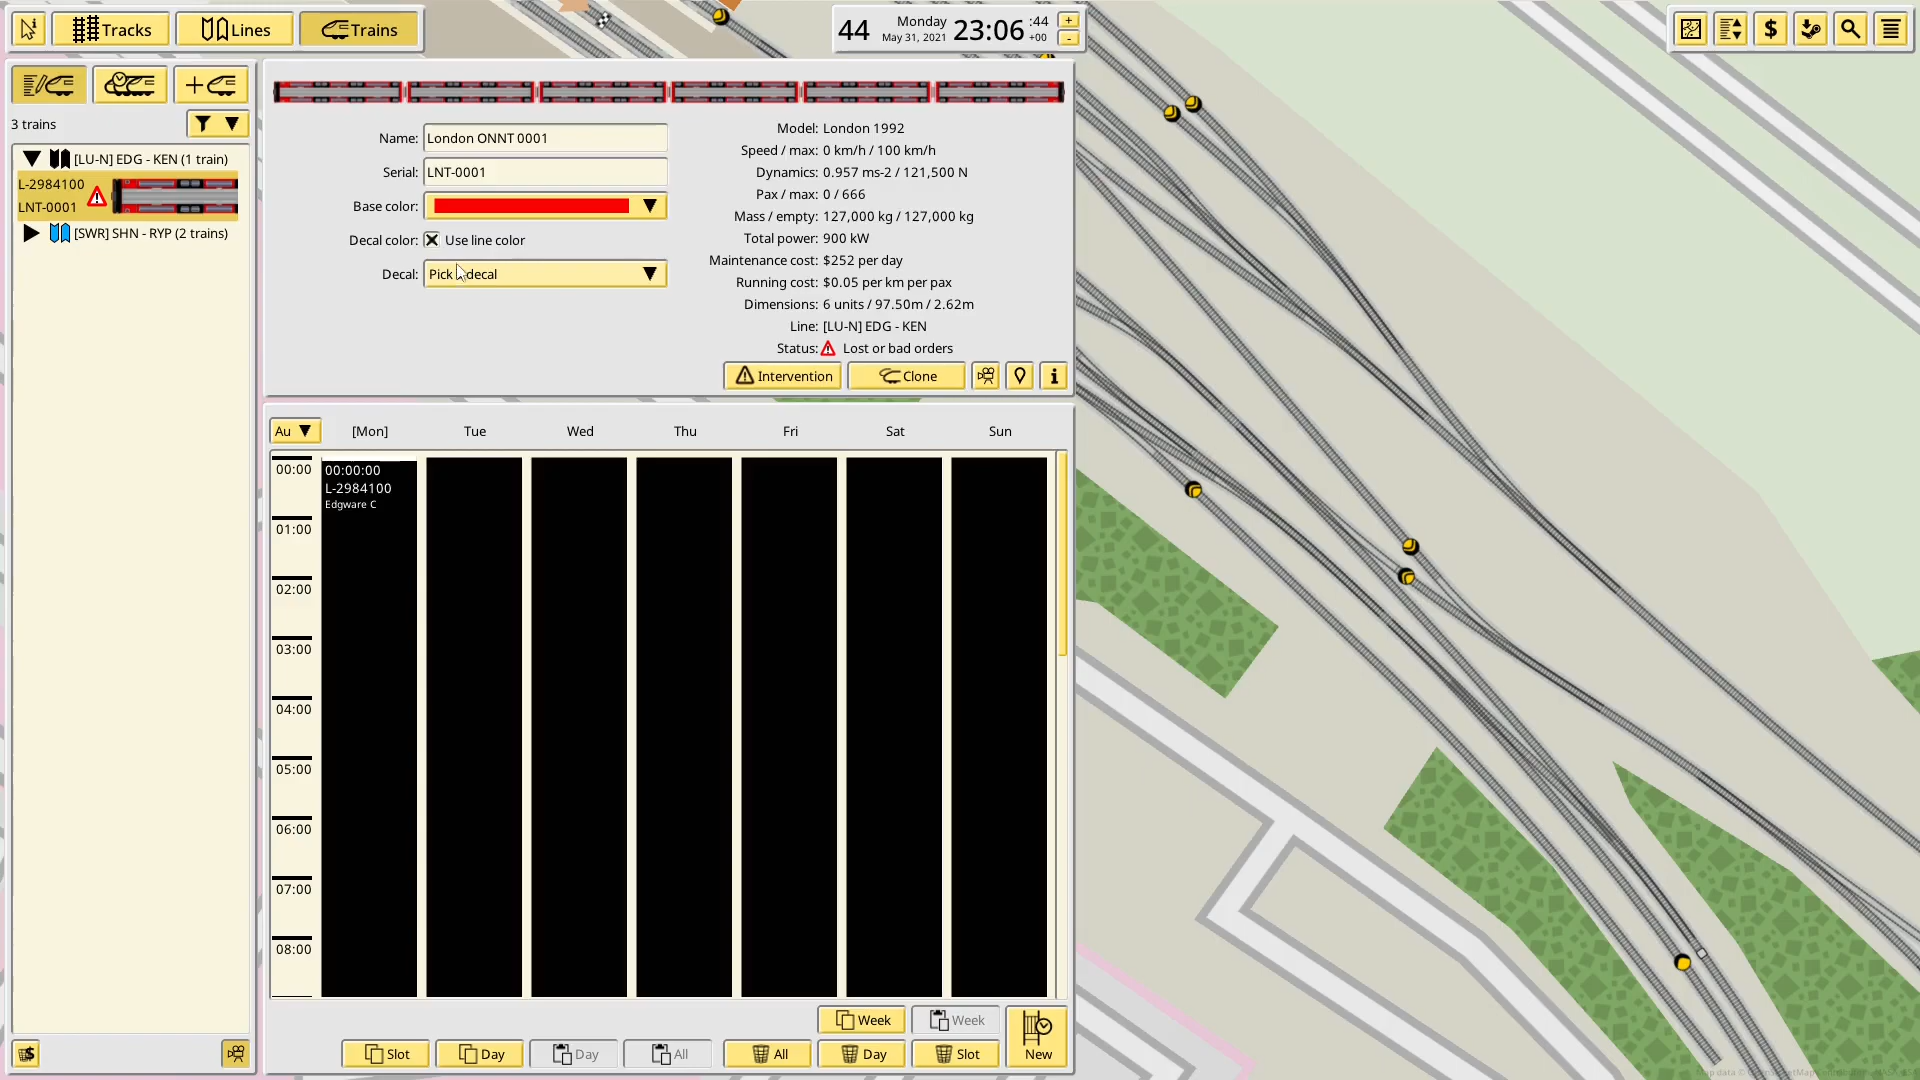 Tracks
Lines
Trains
44
Monday
May 31, 2021
23:06
:44
+00
+
-
$
3 trains
[LU-N] EDG - KEN (1 train)
L-2984100
LNT-0001
[SWR] SHN - RYP (2 trains)
Name: London ONNT 0001
Serial: LNT-0001
Base color:
Decal color: Use line color
Decal: Pick decal
Model: London 1992
Speed / max: 0 km/h / 100 km/h
Dynamics: 0.957 ms-2 / 121,500 N
Pax / max: 0 / 666
Mass / empty: 127,000 kg / 127,000 kg
Total power: 900 kW
Maintenance cost: $252 per day
Running cost: $0.05 per km per pax
Dimensions: 6 units / 97.50m / 2.62m
Line: [LU-N] EDG - KEN
Status: Lost or bad orders
Intervention
Clone
Au
[Mon]
Tue
Wed
Thu
Fri
Sat
Sun
00:00
01:00
02:00
03:00
04:00
05:00
06:00
07:00
08:00
00:00:00
L-2984100
Edgware C
Week
Week
New
Slot
Day
Day
All
All
Day
Slot